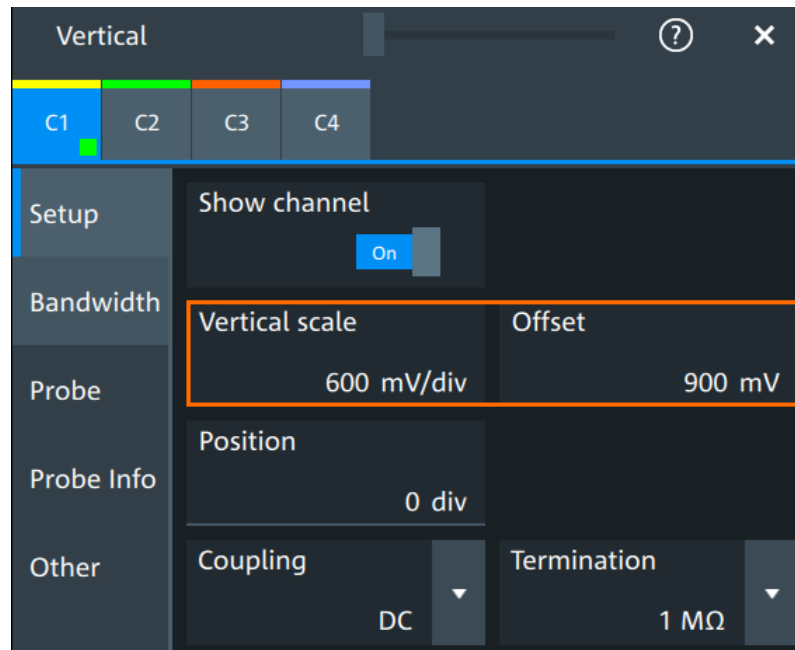 Vertical
?
×
C1 C2 C3 C4
Setup
Bandwidth
Probe
Probe Info
Other
Show channel
On
Vertical scale
600 mV/div
Offset
900 mV
Position
0 div
Coupling
DC
Termination
1 MΩ